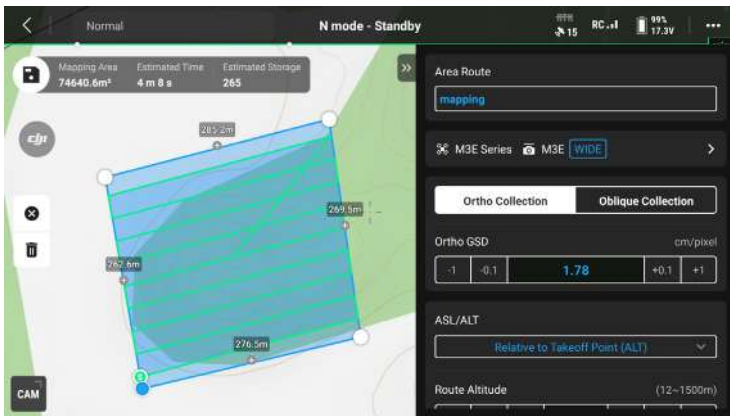 Normal
N mode - Standby
15
RC
99%
17.3V
Mapping Area
Estimated Time
Estimated Storage
74640.6m²
4 m 8 s
265
dji
285.2m
269.5m
262.6m
276.5m
S
CAM
Area Route
mapping
M3E Series
M3E
WIDE
Ortho Collection
Oblique Collection
Ortho GSD
cm/pixel
-1
-0.1
1.78
+0.1
+1
ASL/ALT
Relative to Takeoff Point (ALT)
Route Altitude
(12~1500m)